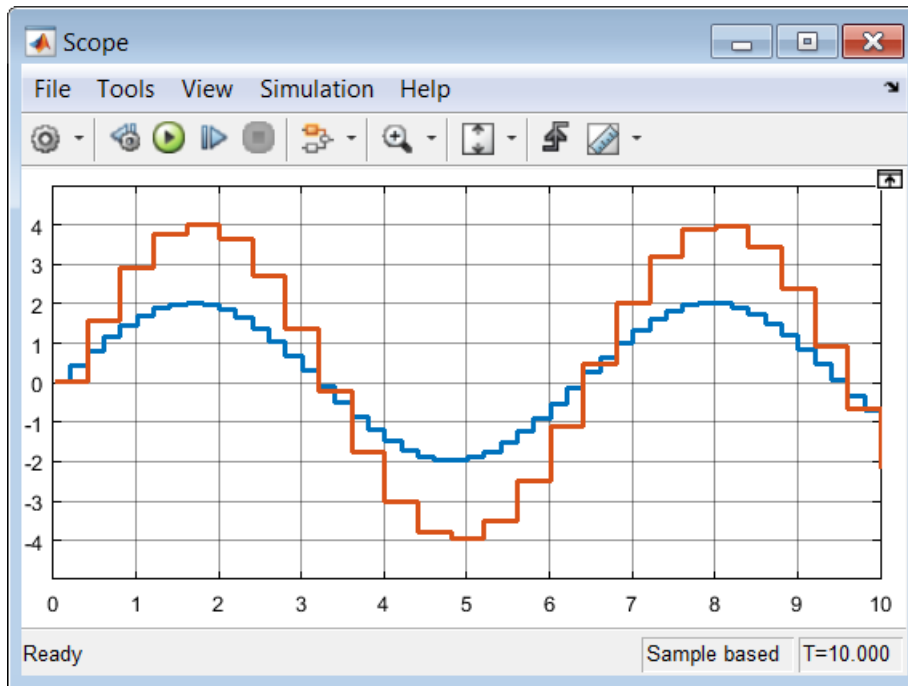 Scope
File Tools View Simulation Help
4
3
2
1
0
-1
-2
-3
-4
0 1 2 3 4 5 6 7 8 9 10
Ready Sample based T=10.000